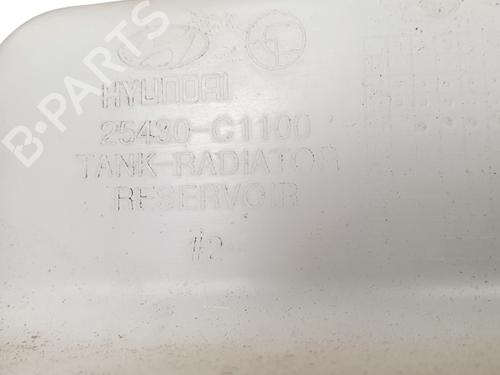 HYUNDAI
25430-C1100
TANK-RADIATOR
RESERVOIR
#2
B-PARTS